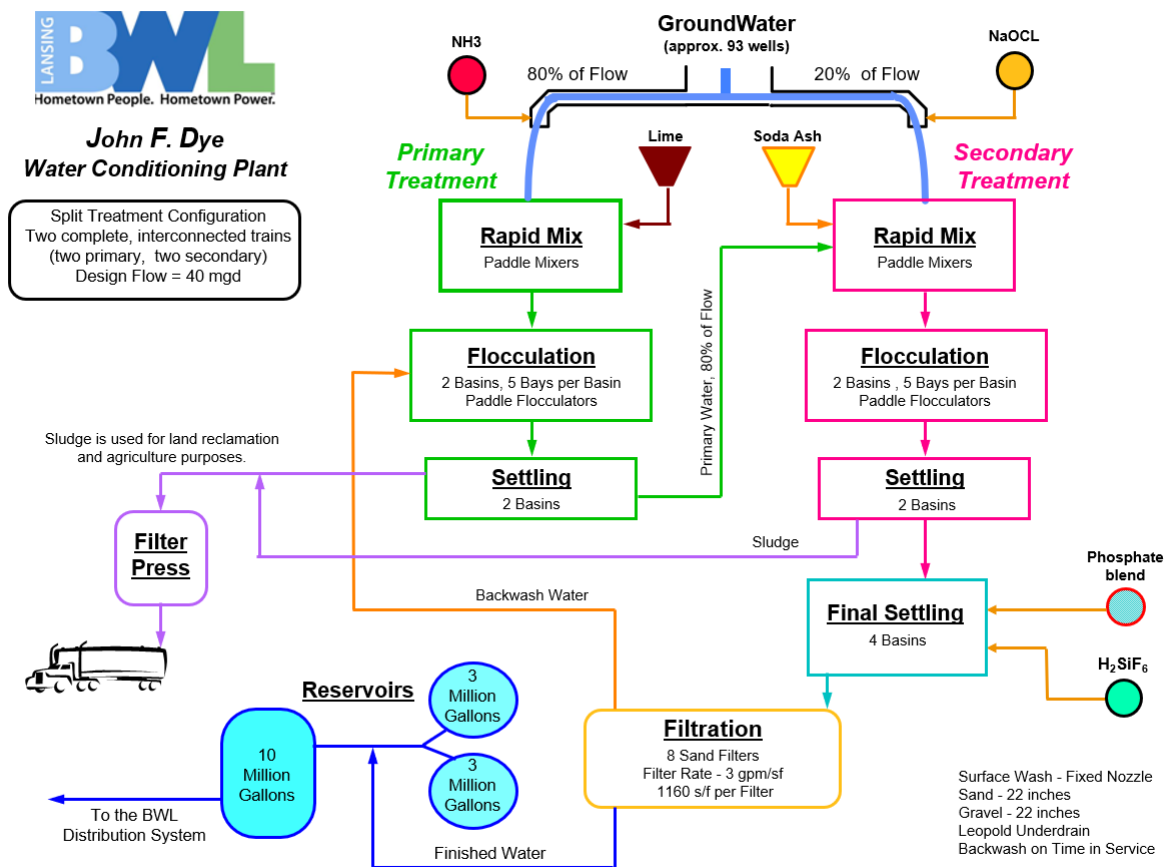 LANSING
BWL
Hometown People. Hometown Power.
John F. Dye
Water Conditioning Plant
Split Treatment Configuration
Two complete, interconnected trains
(two primary, two secondary)
Design Flow = 40 mgd
GroundWater
(approx. 93 wells)
NH3
80% of Flow
20% of Flow
NaOCL
Lime
Soda Ash
Primary
Treatment
Secondary
Treatment
Rapid Mix
Paddle Mixers
Rapid Mix
Paddle Mixers
Primary Water, 80% of Flow
Flocculation
2 Basins, 5 Bays per Basin
Paddle Flocculators
Flocculation
2 Basins , 5 Bays per Basin
Paddle Flocculators
Sludge is used for land reclamation
and agriculture purposes.
Settling
2 Basins
Settling
2 Basins
Filter
Press
Sludge
Backwash Water
Final Settling
4 Basins
Phosphate
blend
H₂SiF₆
Reservoirs
3
Million
Gallons
3
Million
Gallons
10
Million
Gallons
Filtration
8 Sand Filters
Filter Rate - 3 gpm/sf
1160 s/f per Filter
To the BWL
Distribution System
Finished Water
Surface Wash - Fixed Nozzle
Sand - 22 inches
Gravel - 22 inches
Leopold Underdrain
Backwash on Time in Service